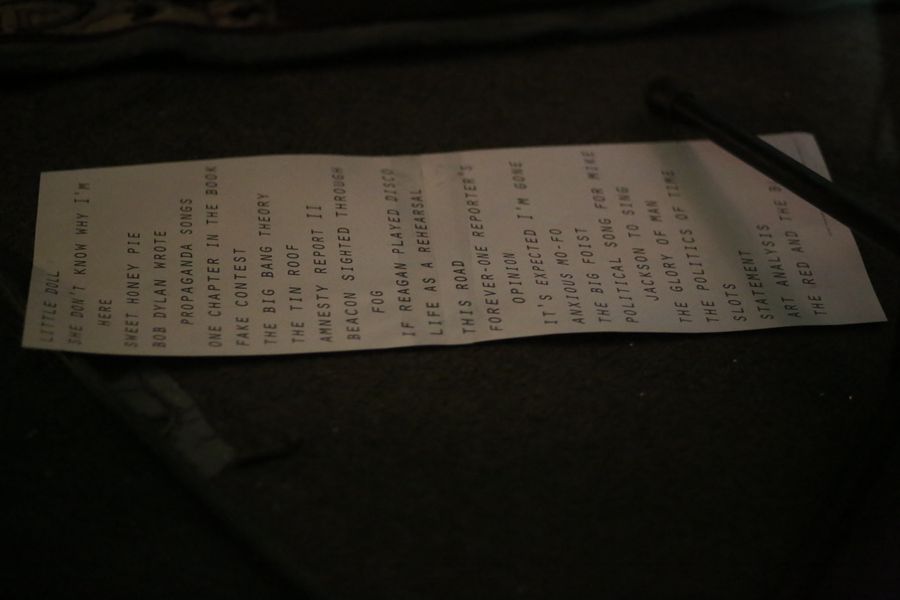 LITTLE DOLL
SHE DON'T KNOW WHY I'M
HERE
SWEET HONEY PIE
BOB DYLAN WROTE
PROPAGANDA SONGS
ONE CHAPTER IN THE BOOK
FAKE CONTEST
THE BIG BANG THEORY
THE TIN ROOF
AMNESTY REPORT II
BEACON SIGHTED THROUGH
FOG
IF REAGAN PLAYED DISCO
LIFE AS A REHEARSAL
THIS ROAD
FOREVER-ONE REPORTER'S
OPINION
IT'S EXPECTED I'M GONE
ANXIOUS MO-FO
THE BIG FOIST
POLITICAL SONG FOR MIKE
JACKSON TO SING
THE GLORY OF MAN
THE POLITICS OF TIME
SLOTS
STATEMENT
ART ANALYSIS
THE RED AND THE B